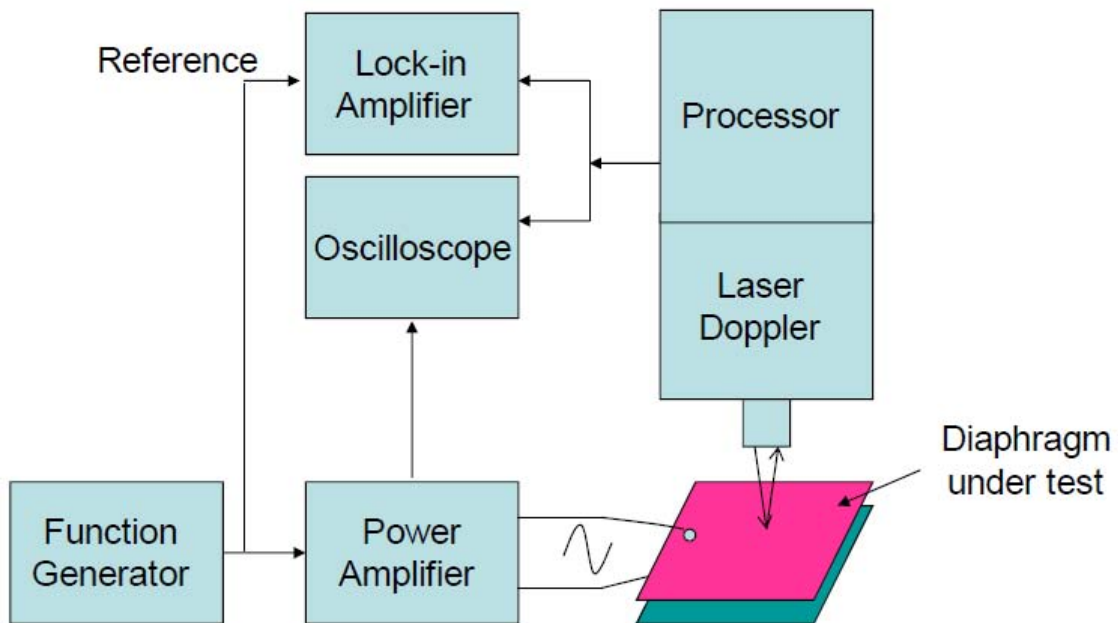 Reference
Lock-in
Amplifier
Processor
Oscilloscope
Laser
Doppler
Diaphragm
under test
Function
Generator
Power
Amplifier